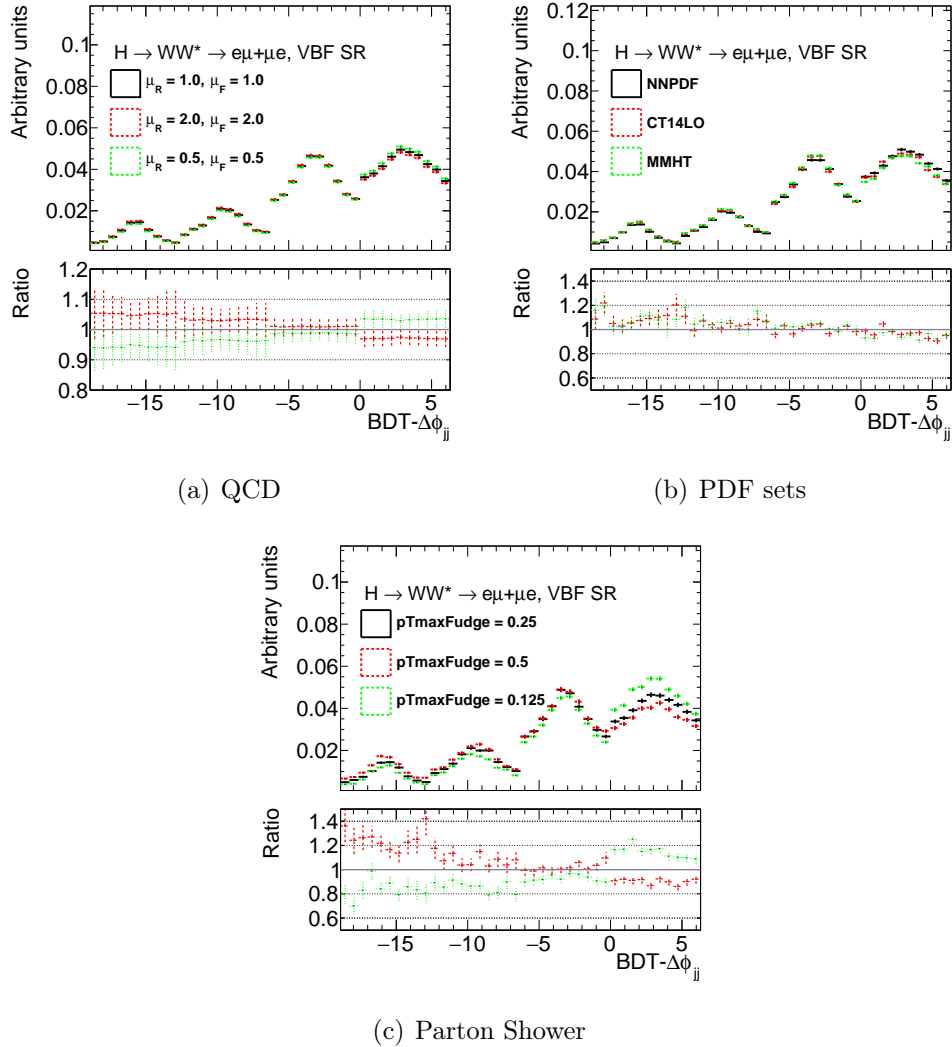 Arbitrary units
0.1
0.08
0.06
0.04
0.02
H → WW* → eμ+μe, VBF SR
μR = 1.0, μF = 1.0
μR = 2.0, μF = 2.0
μR = 0.5, μF = 0.5
Ratio
1.2
1.1
1
0.9
0.8
−15 −10 −5 0 5
BDT-Δϕjj
(a) QCD
Arbitrary units
0.12
0.1
0.08
0.06
0.04
0.02
H → WW* → eμ+μe, VBF SR
NNPDF
CT14LO
MMHT
Ratio
1.4
1.2
1
0.8
0.6
−15 −10 −5 0 5
BDT-Δϕjj
(b) PDF sets
Arbitrary units
0.1
0.08
0.06
0.04
0.02
H → WW* → eμ+μe, VBF SR
pTmaxFudge = 0.25
pTmaxFudge = 0.5
pTmaxFudge = 0.125
Ratio
1.4
1.2
1
0.8
0.6
−15 −10 −5 0 5
BDT-Δϕjj
(c) Parton Shower